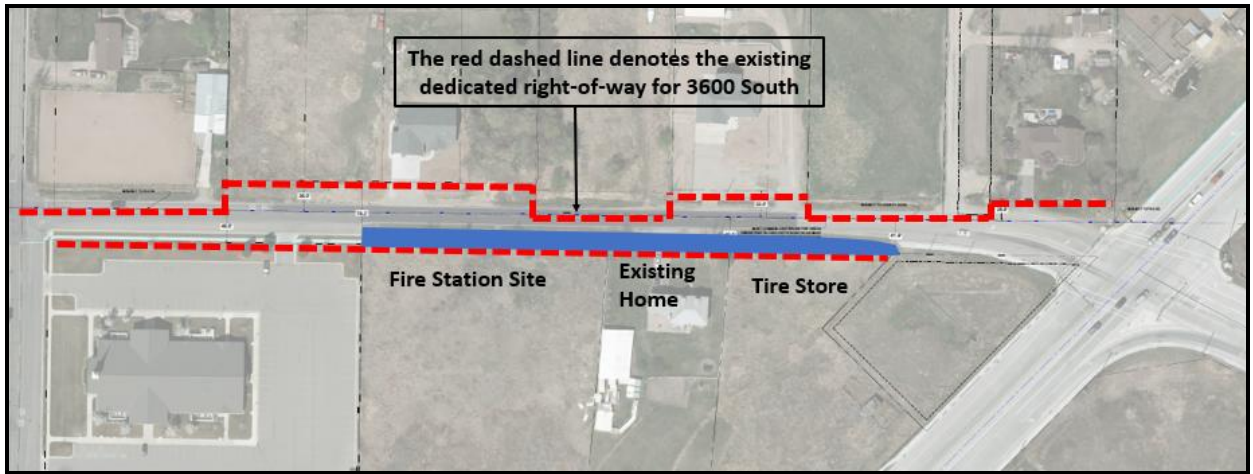 The red dashed line denotes the existing
dedicated right-of-way for 3600 South
Fire Station Site
Existing
Home
Tire Store